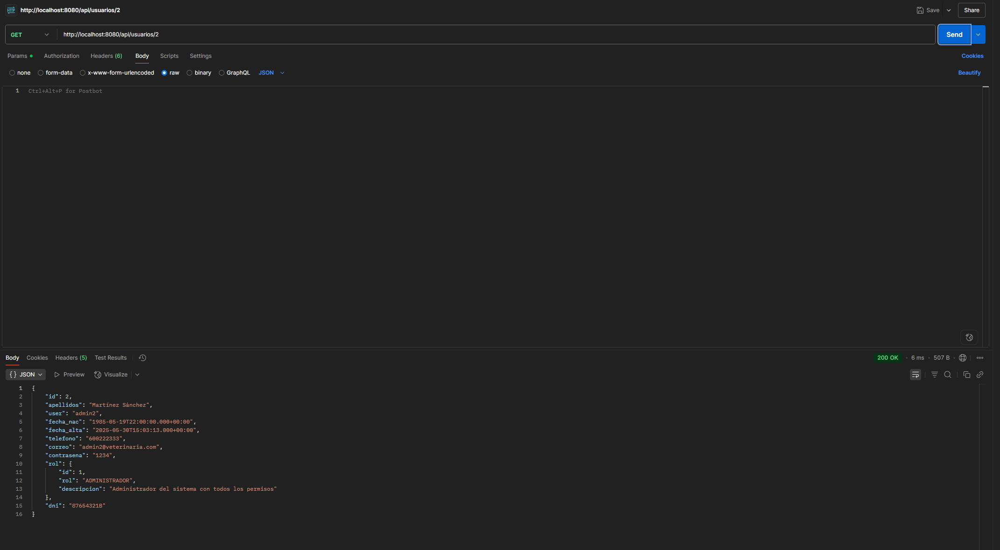 HTTP http://localhost:8080/api/usuarios/2 Save Share
GET http://localhost:8080/api/usuarios/2 Send
Params Authorization Headers (6) Body Scripts Settings Cookies
none form-data x-www-form-urlencoded raw binary GraphQL JSON Beautify
1 Ctrl+Alt+P for Postbot
Body Cookies Headers (5) Test Results 200 OK 6 ms 507 B
{} JSON Preview Visualize
1 {
2 "id": 2,
3 "apellidos": "Martínez Sánchez",
4 "user": "admin2",
5 "fecha_nac": "1985-05-19T22:00:00.000+00:00",
6 "fecha_alta": "2025-05-30T15:03:13.000+00:00",
7 "telefono": "600222333",
8 "correo": "admin2@veterinaria.com",
9 "contrasena": "1234",
10 "rol": {
11 "id": 1,
12 "rol": "ADMINISTRADOR",
13 "descripcion": "Administrador del sistema con todos los permisos"
14 },
15 "dni": "87654321B"
16 }